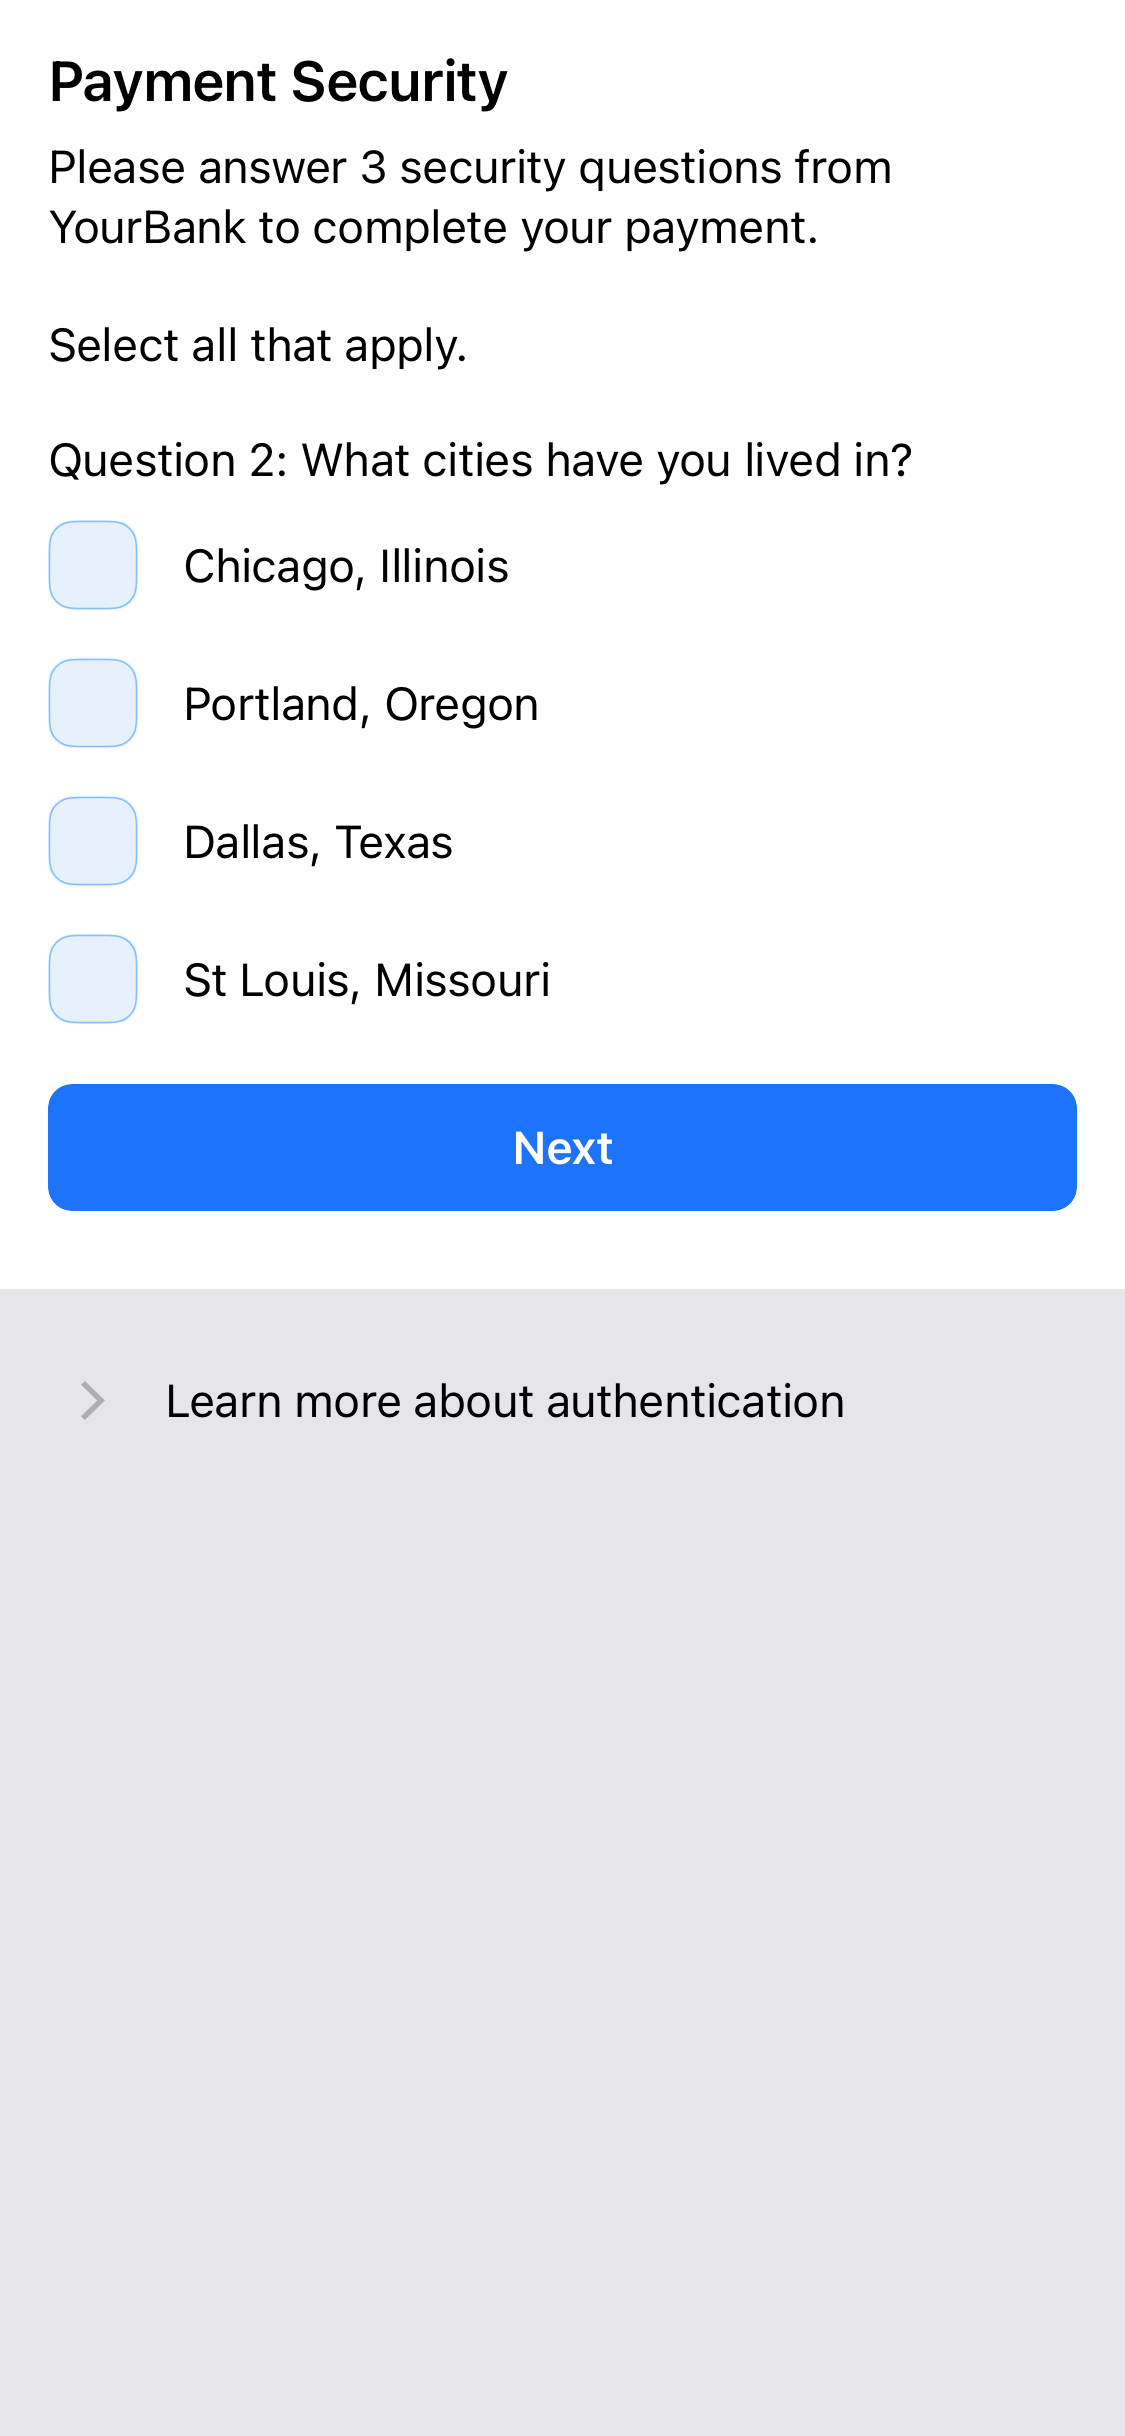 Payment Security
Please answer 3 security questions from
YourBank to complete your payment.
Select all that apply.
Question 2: What cities have you lived in?
Chicago, Illinois
Portland, Oregon
Dallas, Texas
St Louis, Missouri
Next
Learn more about authentication